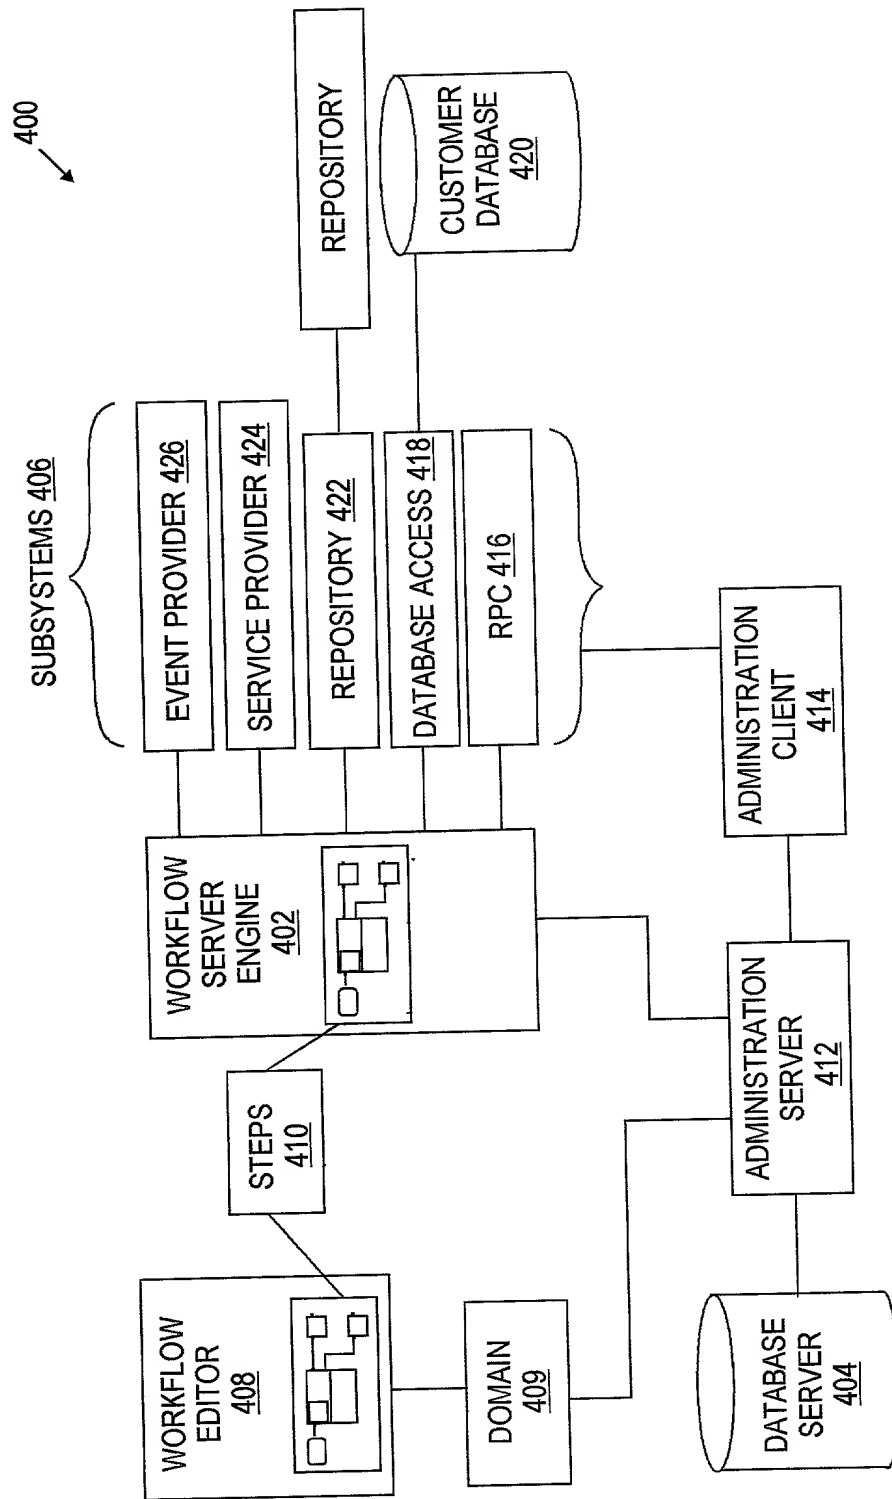 400
SUBSYSTEMS 406
EVENT PROVIDER 426
SERVICE PROVIDER 424
REPOSITORY 422
DATABASE ACCESS 418
RPC 416
REPOSITORY
CUSTOMER
DATABASE
420
WORKFLOW
SERVER
ENGINE
402
STEPS
410
WORKFLOW
EDITOR
408
DOMAIN
409
DATABASE
SERVER
404
ADMINISTRATION
SERVER
412
ADMINISTRATION
CLIENT
414